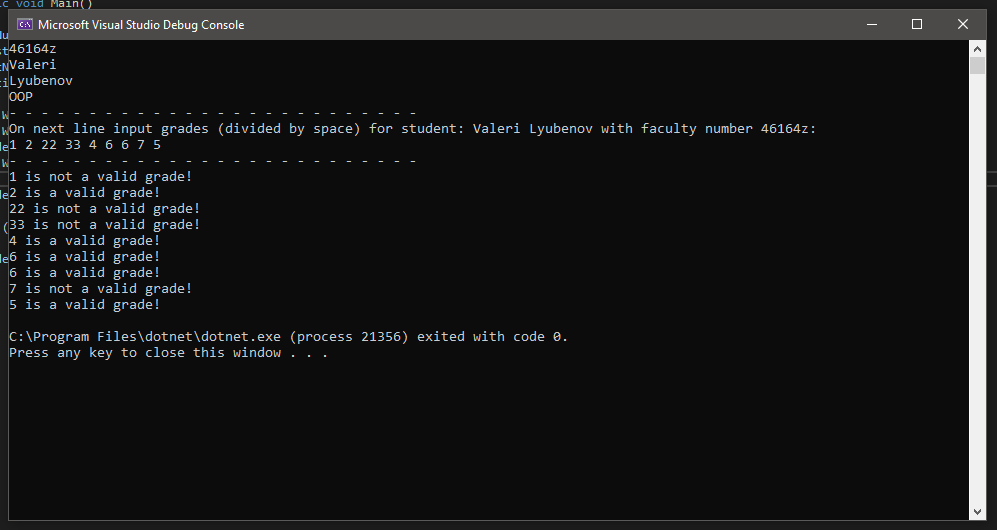 ic void Main()
Microsoft Visual Studio Debug Console
46164z
Valeri
Lyubenov
OOP
- - - - - - - - - - - - - - - - - - - - - - - - - -
On next line input grades (divided by space) for student: Valeri Lyubenov with faculty number 46164z:
1 2 22 33 4 6 6 7 5
- - - - - - - - - - - - - - - - - - - - - - - - - -
1 is not a valid grade!
2 is a valid grade!
22 is not a valid grade!
33 is not a valid grade!
4 is a valid grade!
6 is a valid grade!
6 is a valid grade!
7 is not a valid grade!
5 is a valid grade!
C:\Program Files\dotnet\dotnet.exe (process 21356) exited with code 0.
Press any key to close this window . . .